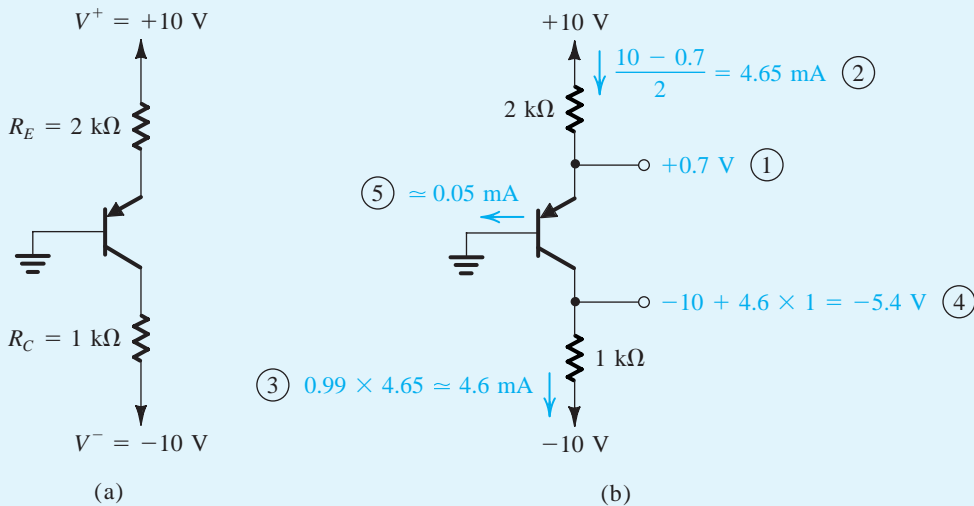 V⁺ = +10 V
R_E = 2 kΩ
R_C = 1 kΩ
V⁻ = −10 V
(a)
+10 V
(10 − 0.7)/2 = 4.65 mA ②
2 kΩ
+0.7 V ①
⑤ ≃ 0.05 mA
−10 + 4.6 × 1 = −5.4 V ④
1 kΩ
③ 0.99 × 4.65 ≃ 4.6 mA
−10 V
(b)